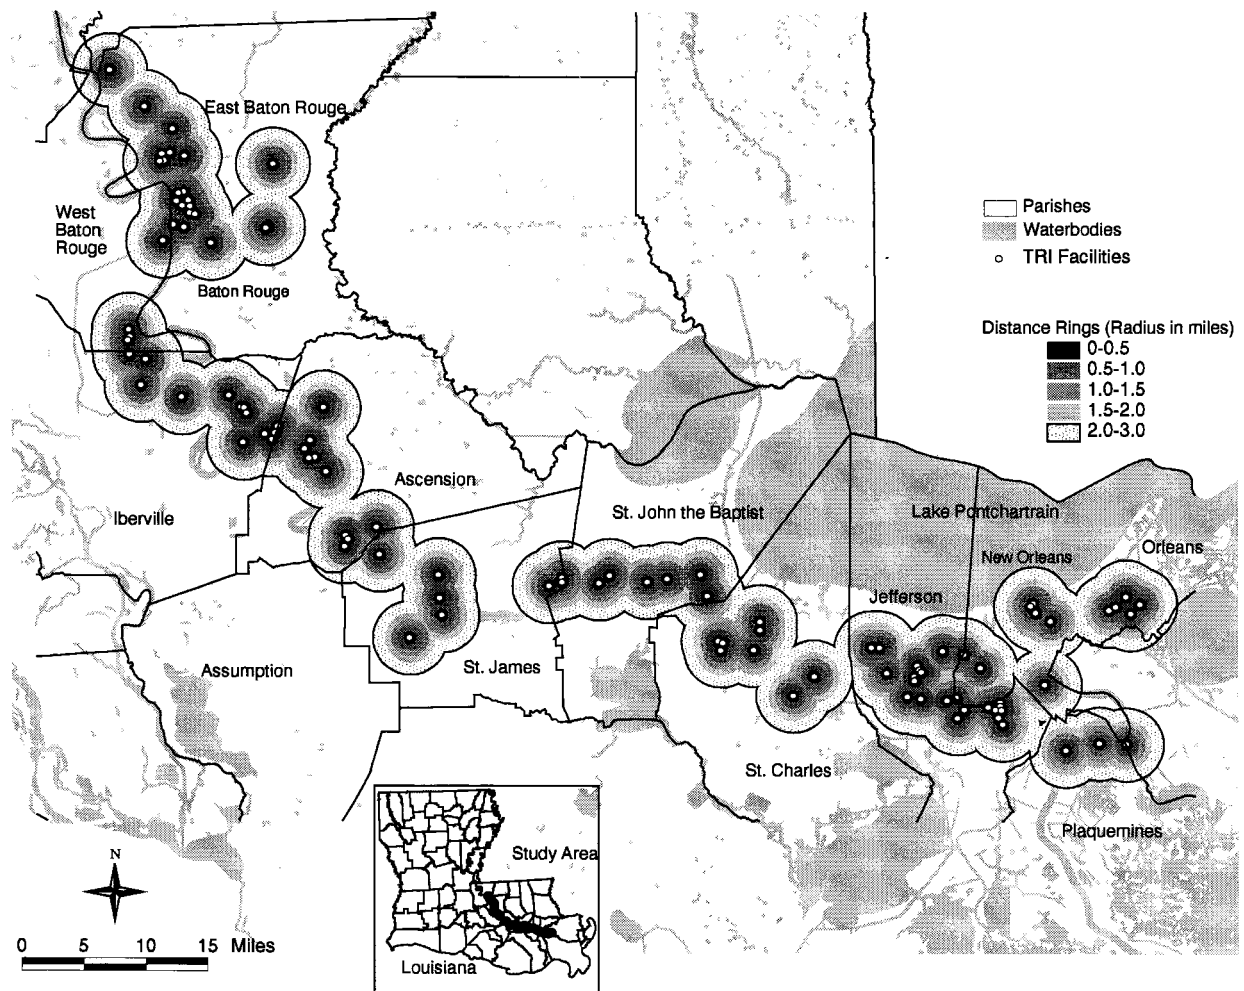 East Baton Rouge
West
Baton
Rouge
Baton Rouge
Parishes
Waterbodies
TRI Facilities
Distance Rings (Radius in miles)
0-0.5
0.5-1.0
1.0-1.5
1.5-2.0
2.0-3.0
Ascension
Iberville
St. John the Baptist
Lake Pontchartrain
New Orleans
Orleans
Jefferson
Assumption
St. James
St. Charles
Plaquemines
N
0 5 10 15 Miles
Study Area
Louisiana